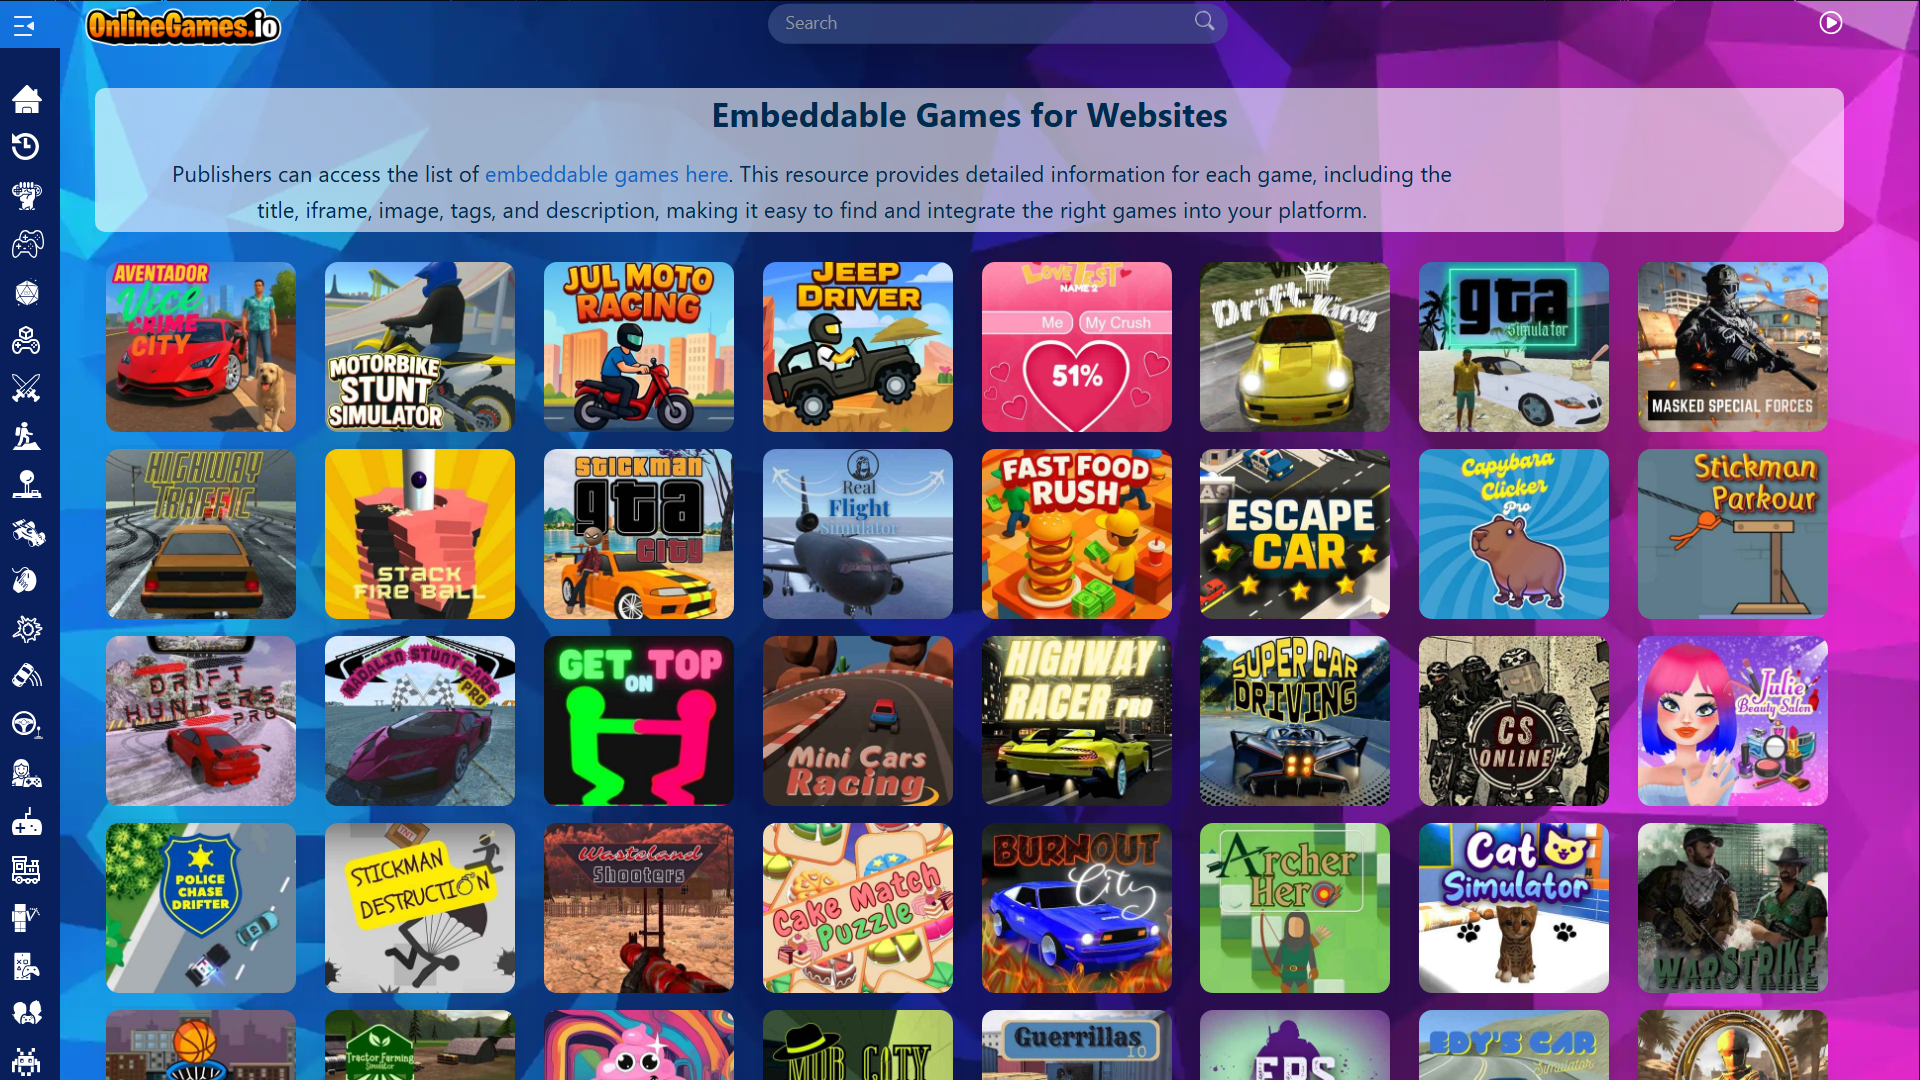 OnlineGames.io
Search
Embeddable Games for Websites
Publishers can access the list of embeddable games here. This resource provides detailed information for each game, including the
title, iframe, image, tags, and description, making it easy to find and integrate the right games into your platform.
AVENTADOR
Vice
CRIME
CITY
MOTORBIKE
STUNT
SIMULATOR
JUL MOTO
RACING
JEEP
DRIVER
LOVE TEST
NAME 2
Me
My Crush
51%
Drift King
gta
Simulator
MASKED SPECIAL FORCES
HIGHWAY
TRAFFIC
STACK
FIRE BALL
STICKMAN
gta
City
Real
Flight
Simulator
FAST FOOD
RUSH
ESCAPE
CAR
Capybara
Clicker
Pro
Stickman
Parkour
DRIFT
HUNTERS
PRO
MADALIN STUNT CARS
PRO
GET ON TOP
Mini Cars
Racing
HIGHWAY
RACER PRO
SUPER CAR
DRIVING
CS
ONLINE
Julie
Beauty Salon
POLICE
CHASE
DRIFTER
TNT
STICKMAN
DESTRUCTION
Wasteland
Shooters
Cake Match
Puzzle
BURNOUT
City
Archer
Hero
Cat
Simulator
WARSTRIKE
Tractor Farming
Simulator
MOB CITY
Guerrillas
IO
FPS
EDY'S CAR
Simulator